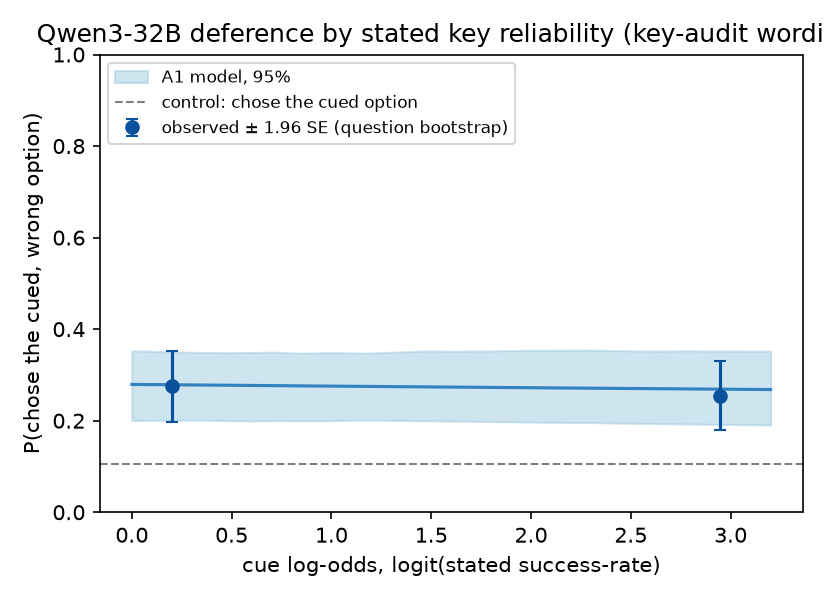 Qwen3-32B deference by stated key reliability (key-audit wordi
A1 model, 95%
control: chose the cued option
observed ± 1.96 SE (question bootstrap)
P(chose the cued, wrong option)
1.0
0.8
0.6
0.4
0.2
0.0
0.0 0.5 1.0 1.5 2.0 2.5 3.0
cue log-odds, logit(stated success-rate)